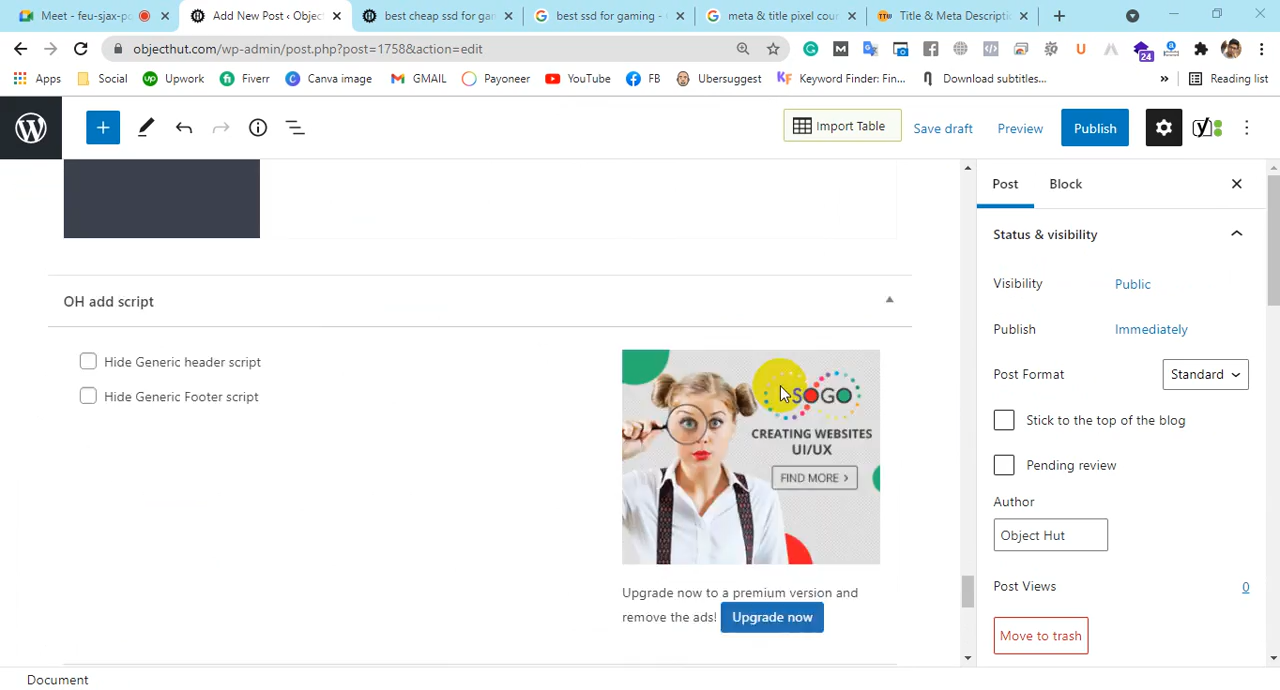 Meet - feu-sjax-po
Add New Post ‹ Object
best cheap ssd for gan
best ssd for gaming -
meta & title pixel cour
Title & Meta Descripti
objecthut.com/wp-admin/post.php?post=1758&action=edit
24
Apps
Social
Upwork
Fiverr
Canva image
GMAIL
Payoneer
YouTube
FB
Ubersuggest
Keyword Finder: Fin...
Download subtitles...
»
Reading list
Import Table
Save draft
Preview
Publish
Post
Block
Status & visibility
Visibility
Public
Publish
Immediately
Post Format
Standard
Stick to the top of the blog
Pending review
Author
Object Hut
Post Views
0
Move to trash
OH add script
Hide Generic header script
Hide Generic Footer script
SOGO
CREATING WEBSITES
UI/UX
FIND MORE >
Upgrade now to a premium version and
remove the ads! Upgrade now
Document